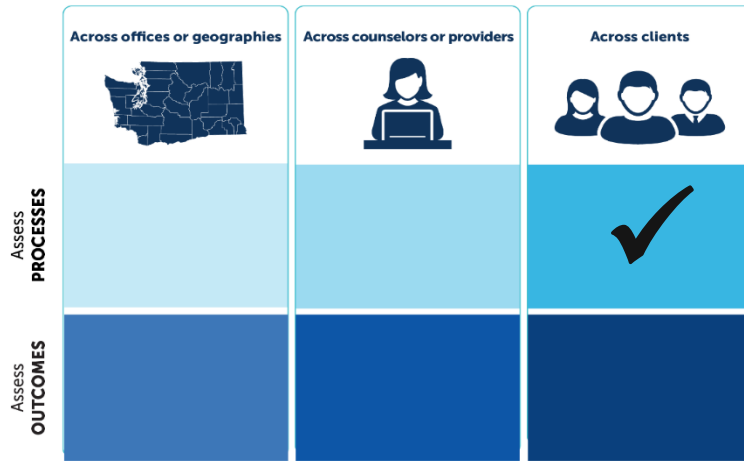 Across offices or geographies
Across counselors or providers
Across clients
Assess
PROCESSES
Assess
OUTCOMES